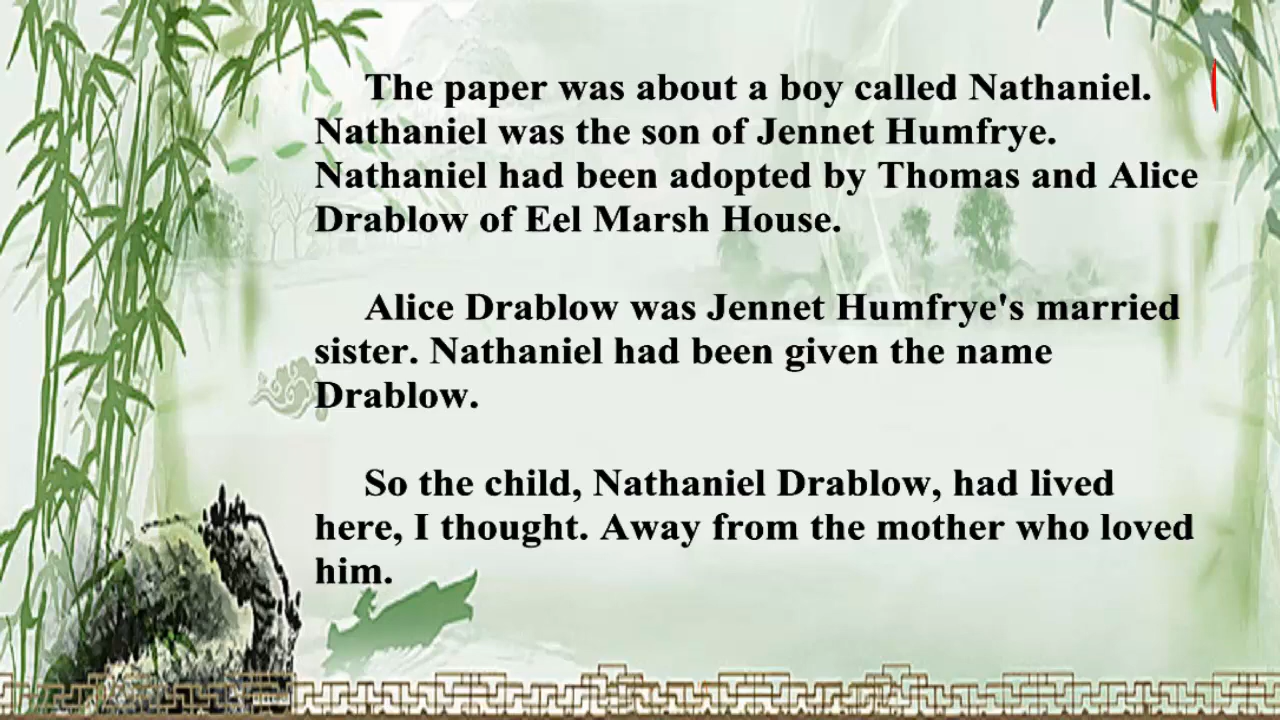 The paper was about a boy called Nathaniel.
Nathaniel was the son of Jennet Humfrye.
Nathaniel had been adopted by Thomas and Alice
Drablow of Eel Marsh House.
Alice Drablow was Jennet Humfrye's married
sister. Nathaniel had been given the name
Drablow.
So the child, Nathaniel Drablow, had lived
here, I thought. Away from the mother who loved
him.